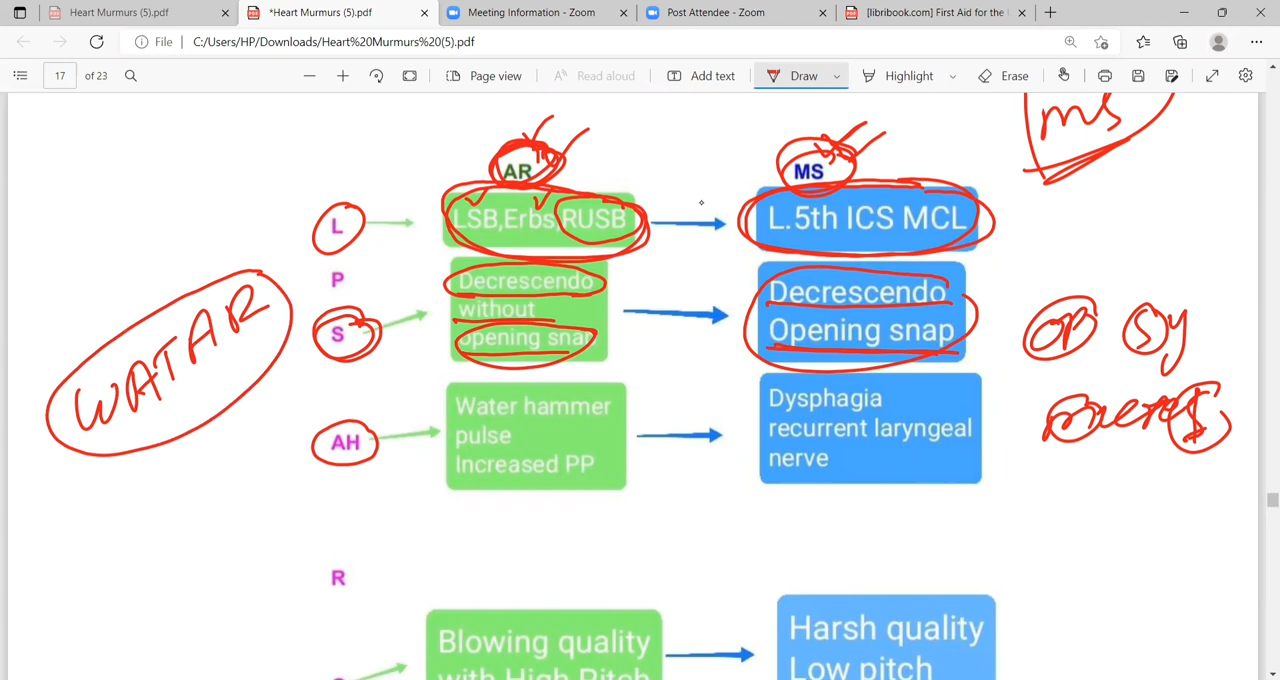 Heart Murmurs (5).pdf
*Heart Murmurs (5).pdf
Meeting Information - Zoom
Post Attendee - Zoom
[libribook.com] First Aid for the
File
C:/Users/HP/Downloads/Heart%20Murmurs%20(5).pdf
17 of 23
Page view
Read aloud
Add text
Draw
Highlight
Erase
ms
AR
MS
L
LSB,Erbs,RUSB
L.5th ICS MCL
P
S
Decrescendo
without
opening snap
Decrescendo
Opening snap
WATAR
AH
Water hammer
pulse
Increased PP
Dysphagia
recurrent laryngeal
nerve
R
Blowing quality
with High Pitch
Harsh quality
Low pitch